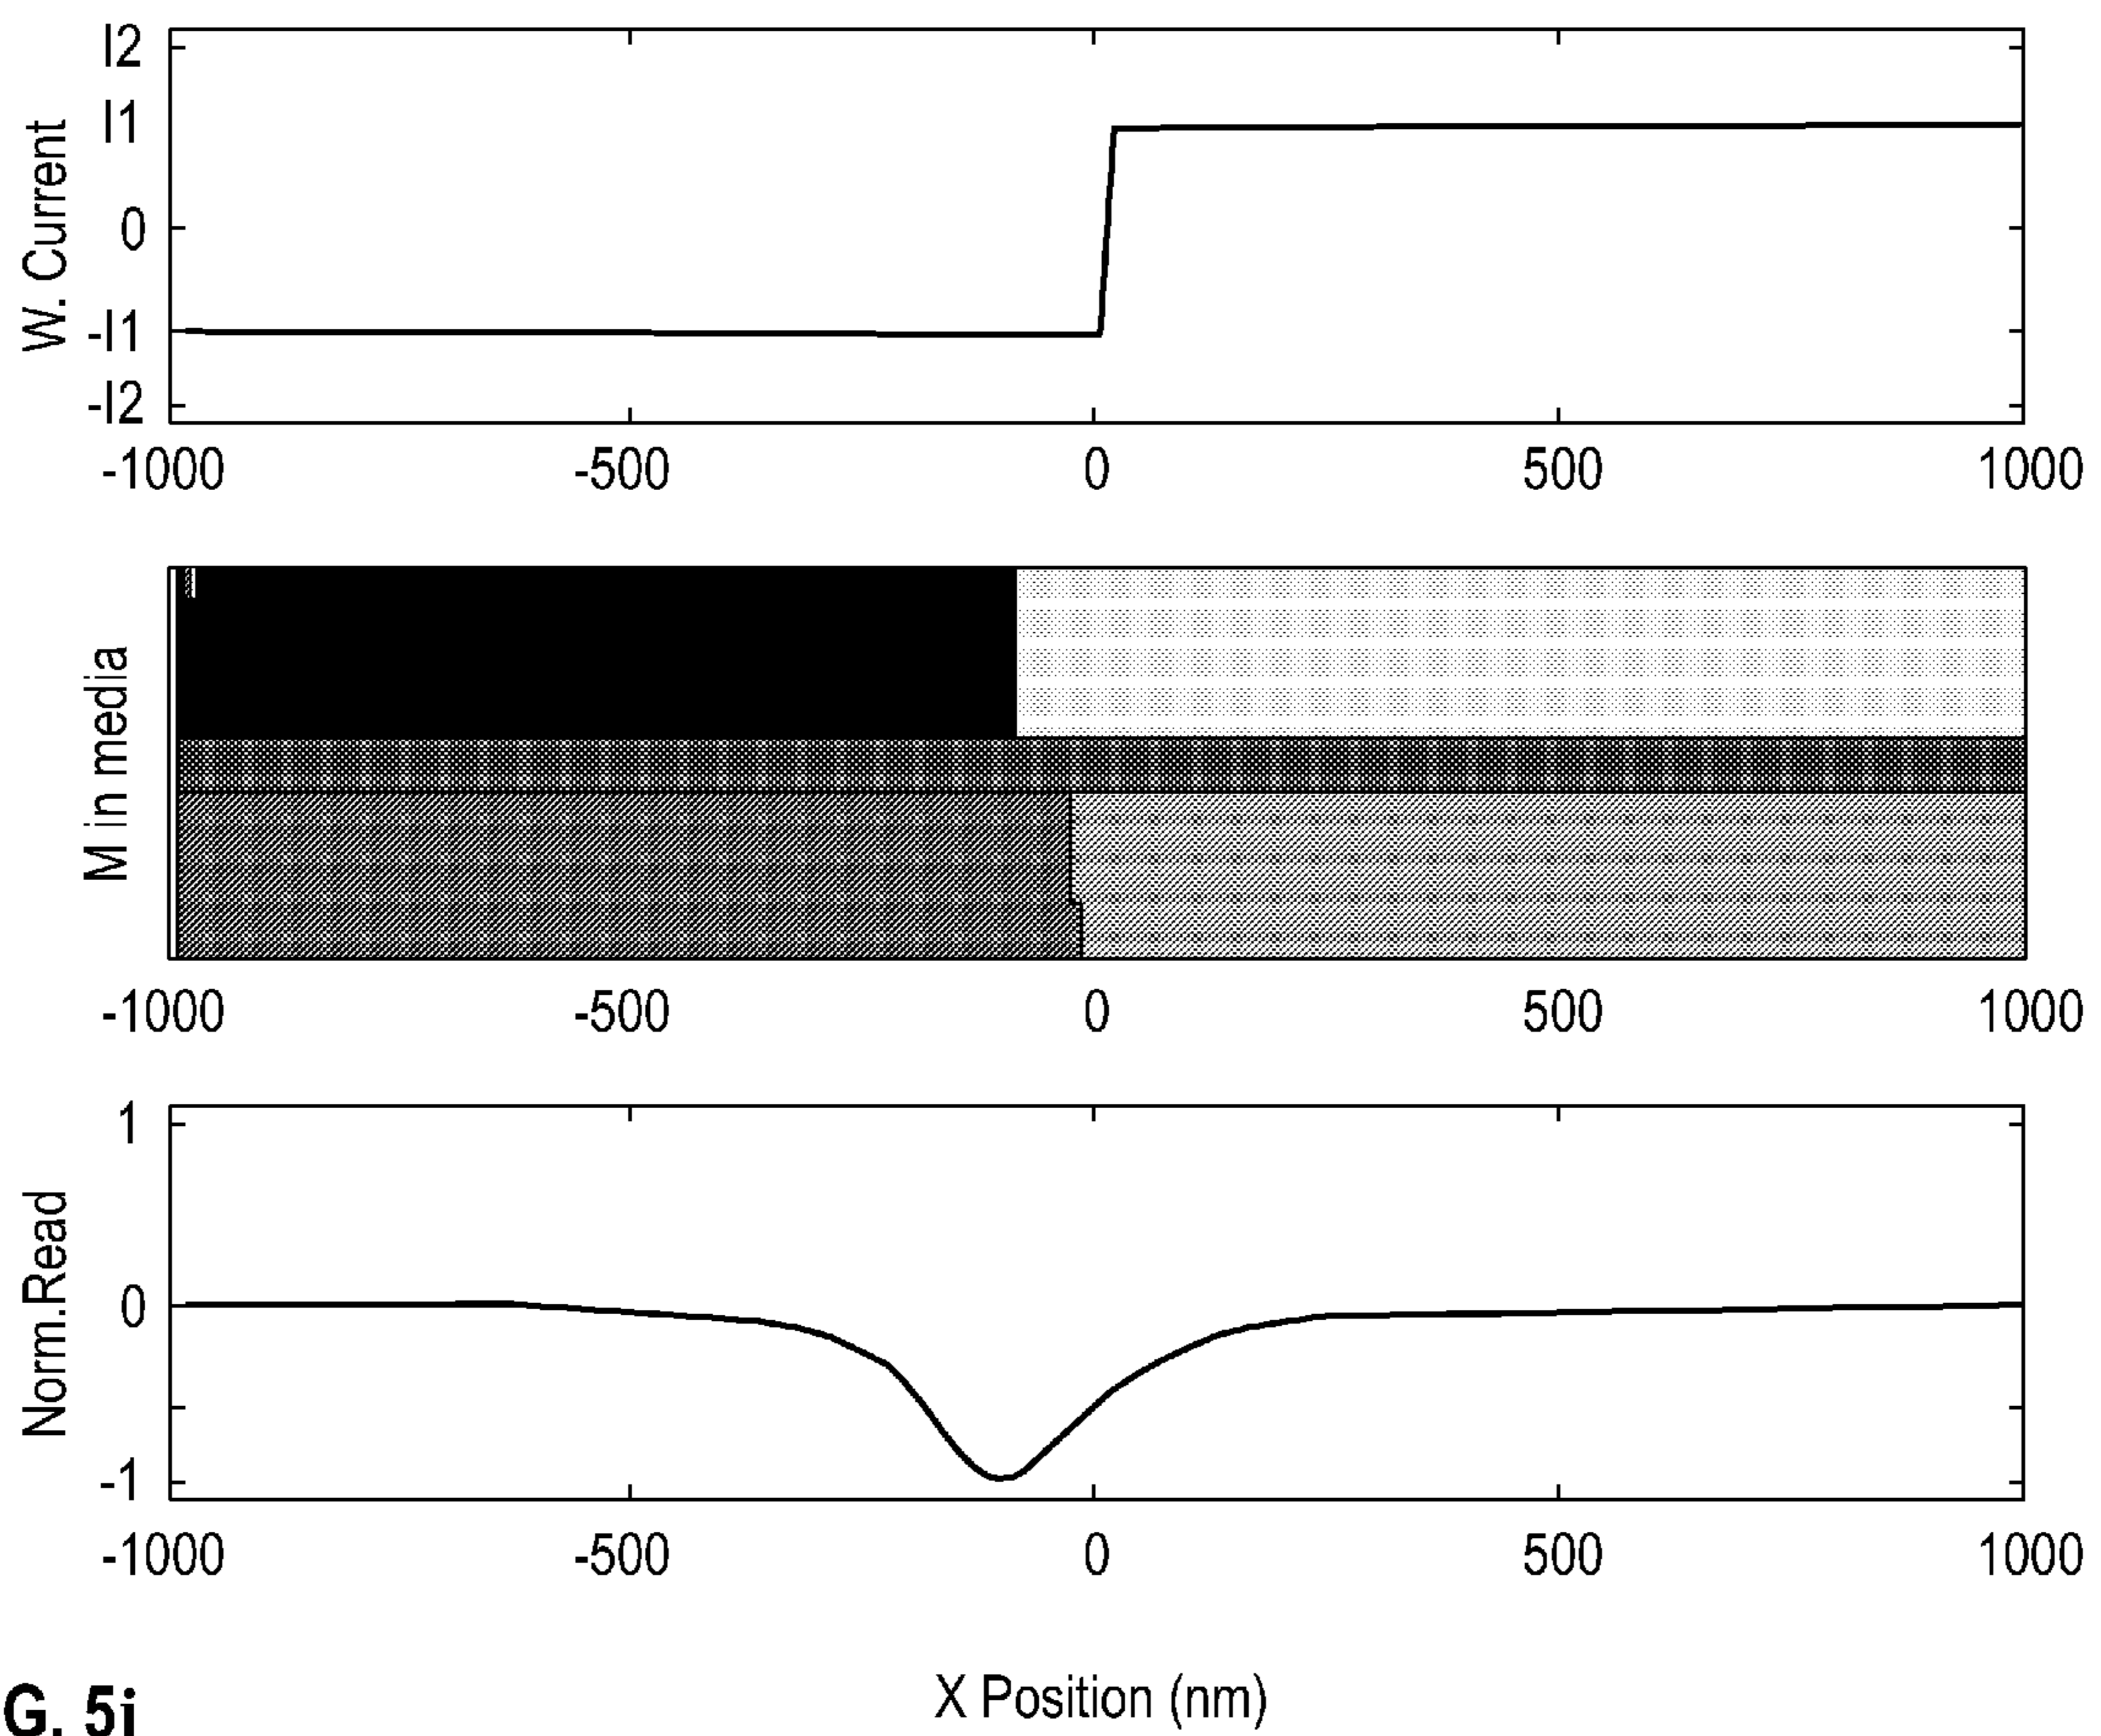 I2
I1
0
-I1
-I2
W. Current
-1000 -500 0 500 1000
M in media
-1000 -500 0 500 1000
1
0
-1
Norm.Read
-1000 -500 0 500 1000
X Position (nm)
G. 5i